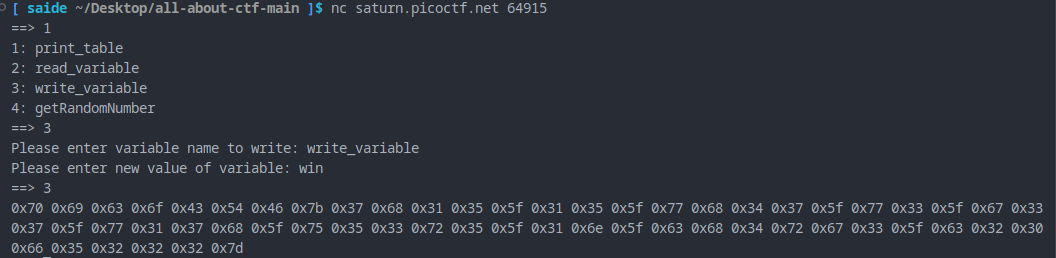 [ saide ~/Desktop/all-about-ctf-main ]$ nc saturn.picoctf.net 64915
==> 1
1: print_table
2: read_variable
3: write_variable
4: getRandomNumber
==> 3
Please enter variable name to write: write_variable
Please enter new value of variable: win
==> 3
0x70 0x69 0x63 0x6f 0x43 0x54 0x46 0x7b 0x37 0x68 0x31 0x35 0x5f 0x31 0x35 0x5f 0x77 0x68 0x34 0x37 0x5f 0x77 0x33 0x5f 0x67 0x33
0x37 0x5f 0x77 0x31 0x37 0x68 0x5f 0x75 0x35 0x33 0x72 0x35 0x5f 0x31 0x6e 0x5f 0x63 0x68 0x34 0x72 0x67 0x33 0x5f 0x63 0x32 0x30
0x66 0x35 0x32 0x32 0x32 0x7d